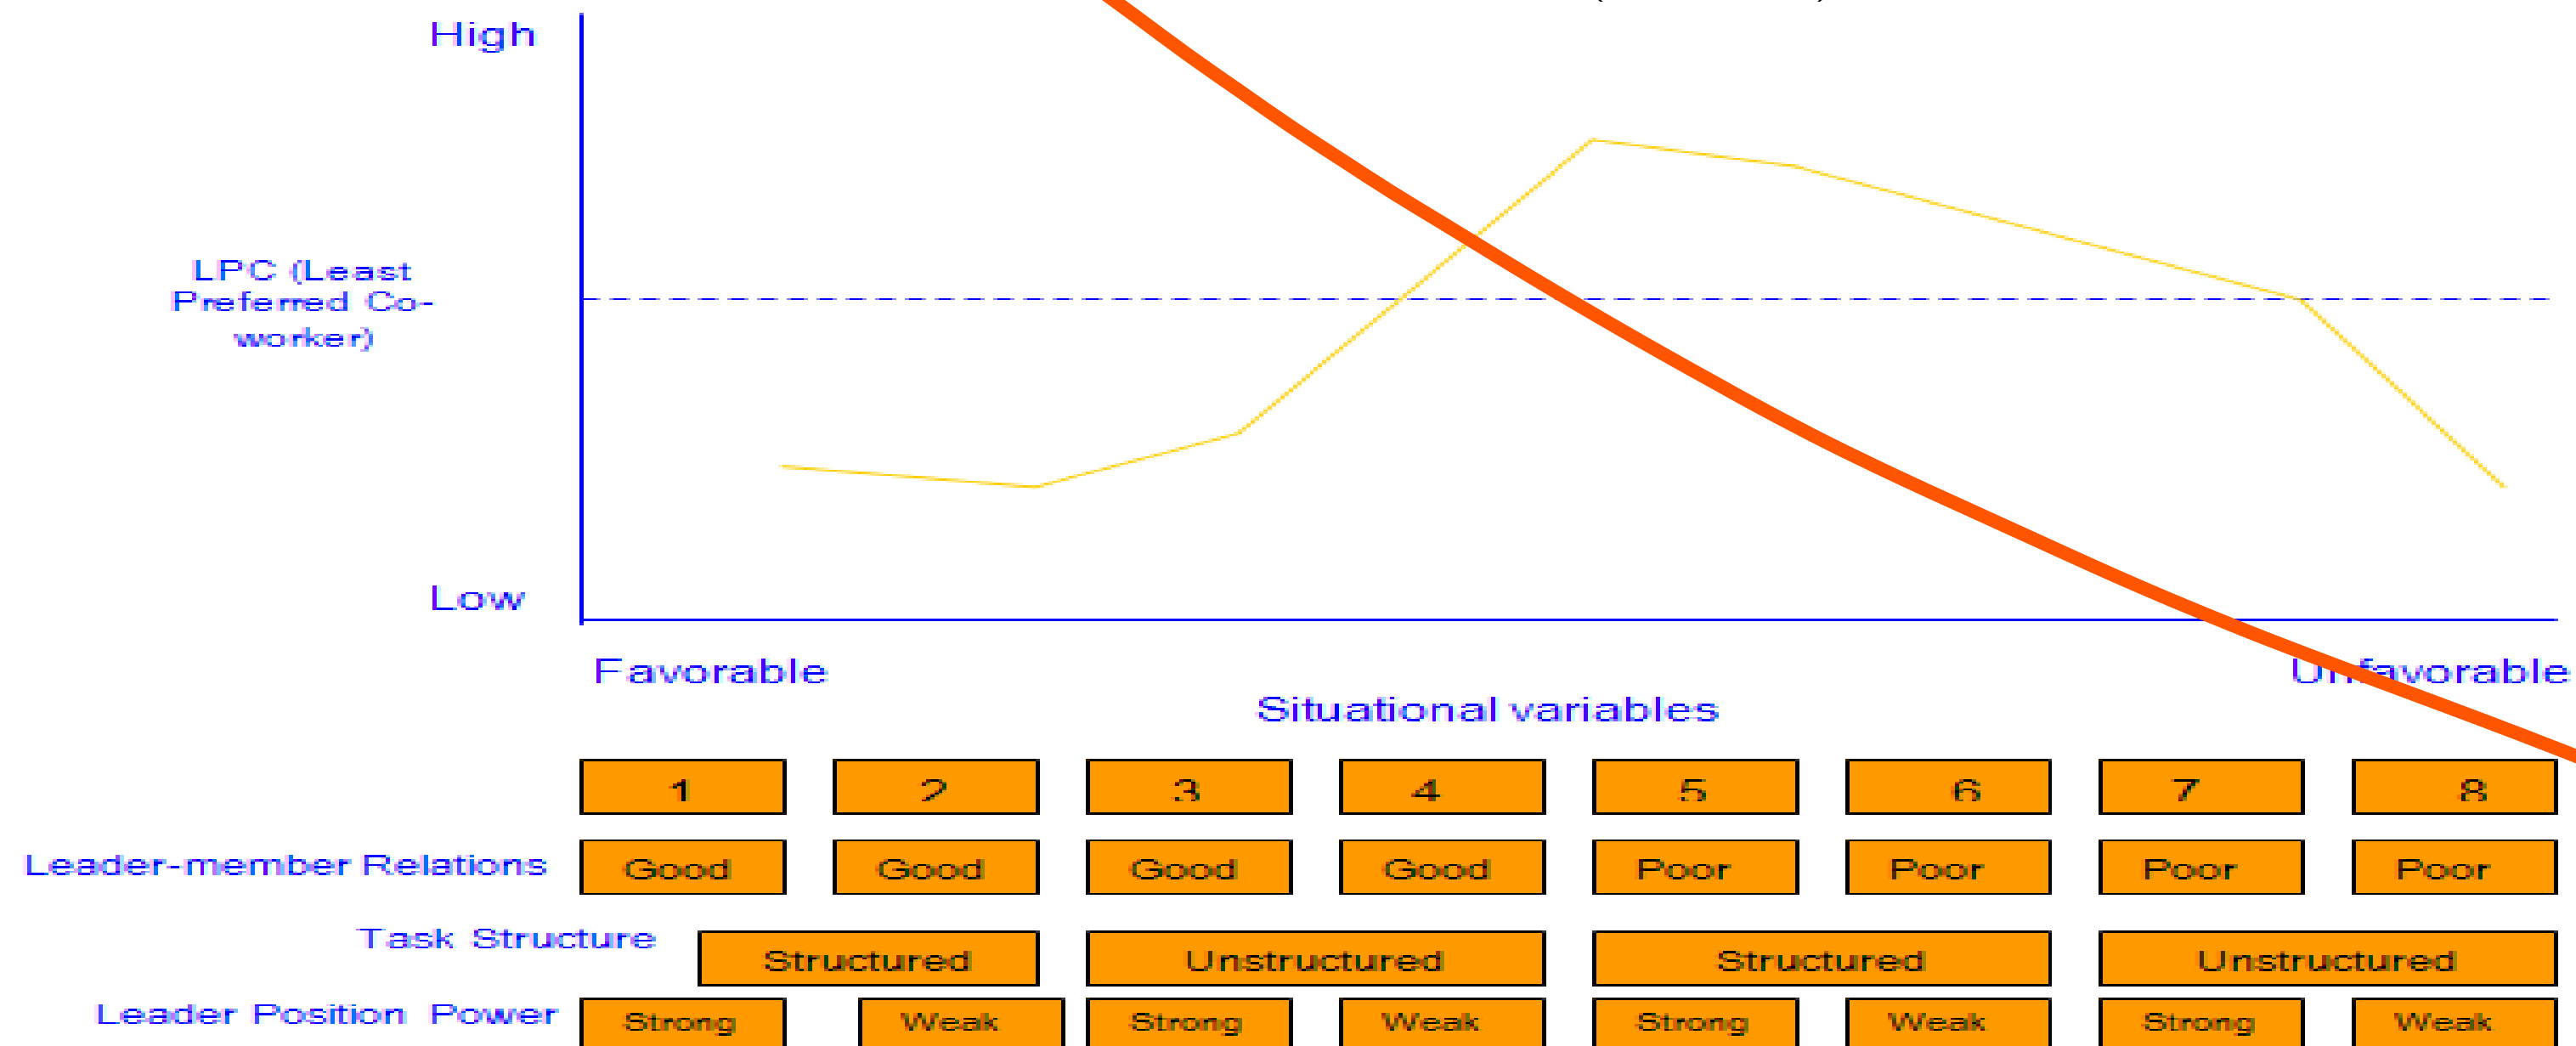 High
LPC (Least
Preferred Co-
worker)
Low
Favorable
Unfavorable
Situational variables
1 2 3 4 5 6 7 8
Leader-member Relations Good Good Good Good Poor Poor Poor Poor
Task Structure Structured Unstructured Structured Unstructured
Leader Position Power Strong Weak Strong Weak Strong Weak Strong Weak